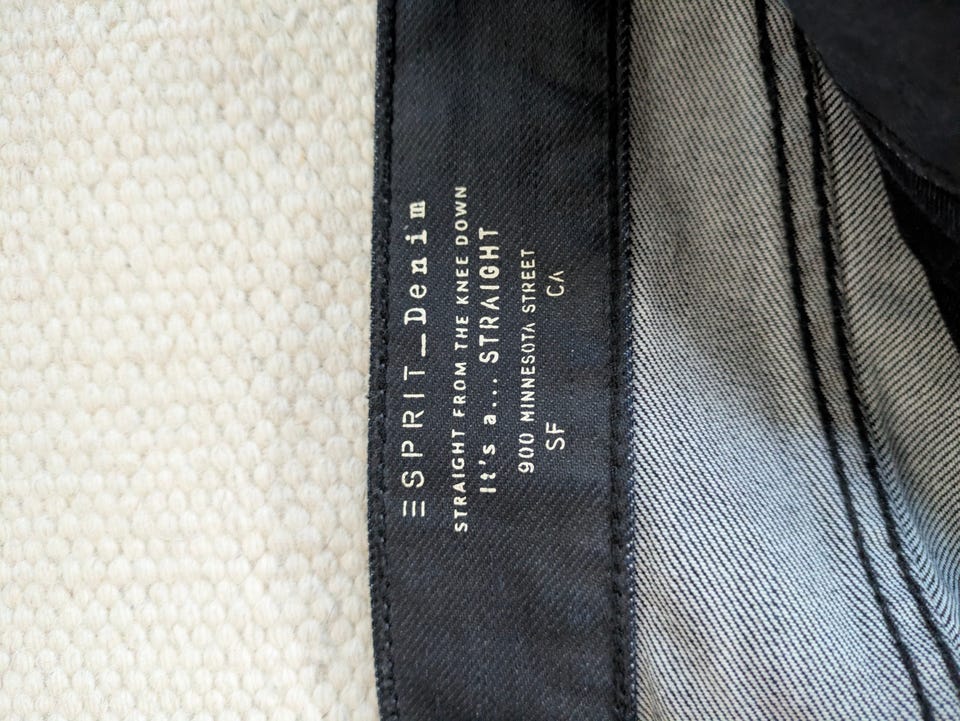 ESPRIT_Denim
STRAIGHT FROM THE KNEE DOWN
It's a... STRAIGHT
900 MINNESOTA STREET
SF CA